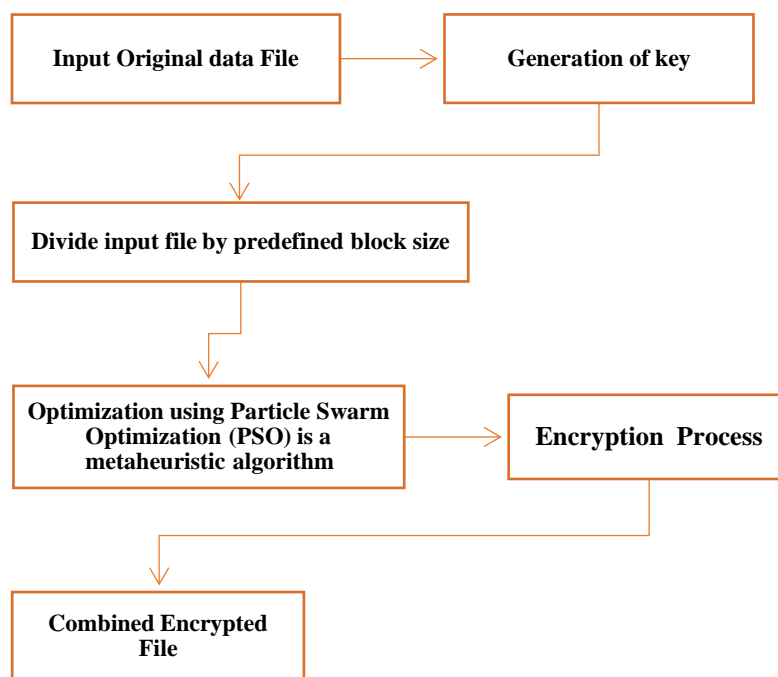 Input Original data File
Generation of key
Divide input file by predefined block size
Optimization using Particle Swarm
Optimization (PSO) is a
metaheuristic algorithm
Encryption  Process
Combined Encrypted
File